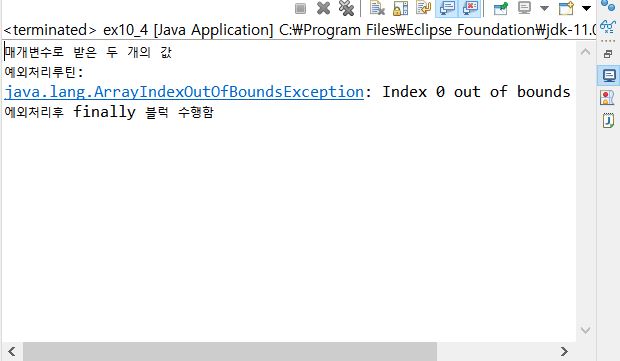 <terminated> ex10_4 [Java Application] C:₩Program Files₩Eclipse Foundation₩jdk-11.0
매개변수로 받은 두 개의 값
예외처리루틴:
java.lang.ArrayIndexOutOfBoundsException: Index 0 out of bounds
에외처리후 finally 블럭 수행함